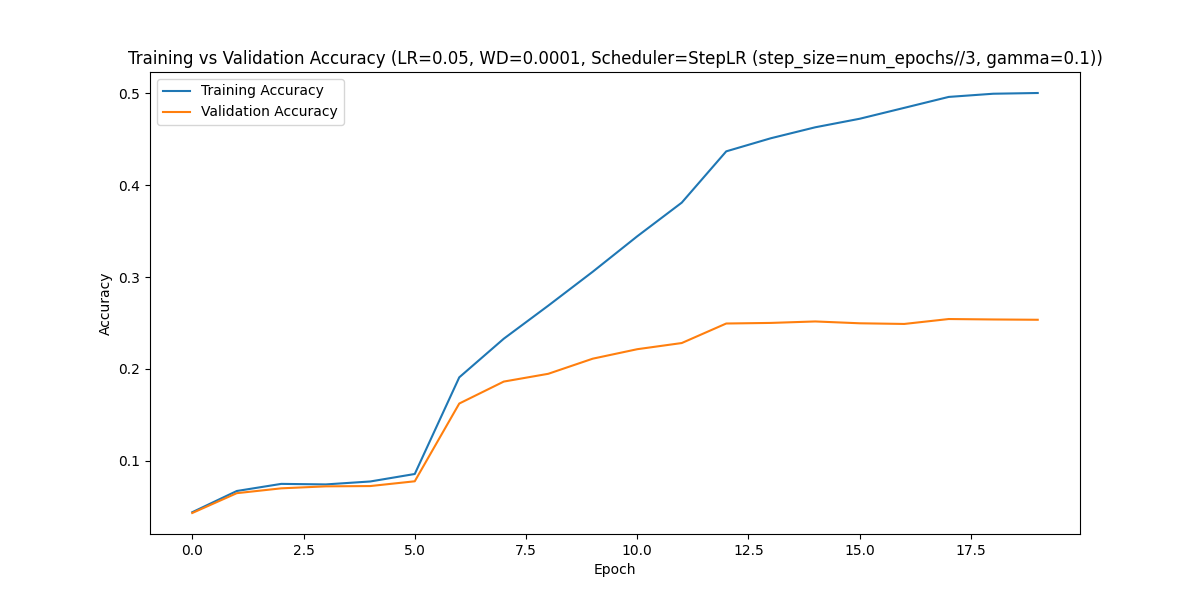 Training vs Validation Accuracy (LR=0.05, WD=0.0001, Scheduler=StepLR (step_size=num_epochs//3, gamma=0.1))
Training Accuracy
Validation Accuracy
0.5
0.4
0.3
0.2
0.1
Accuracy
0.0 2.5 5.0 7.5 10.0 12.5 15.0 17.5
Epoch